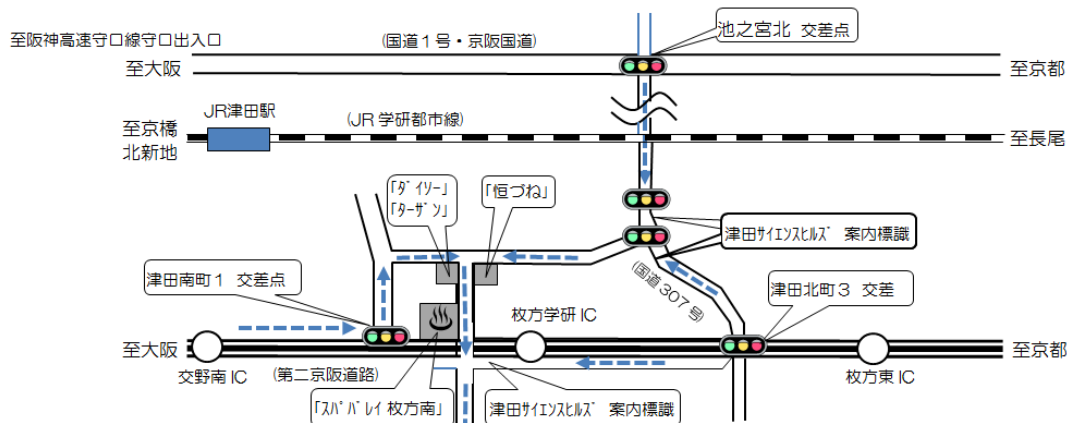 池之宮北 交差点
至阪神高速守口線守口出入口
(国道１号・京阪国道)
至大阪
至京都
JR津田駅
(JR 学研都市線)
至京橋
北新地
至長尾
「ﾀﾞｲｿｰ」
「ﾀｰｻﾞﾝ」
「恒づね」
津田ｻｲｴﾝｽﾋﾙｽﾞ 案内標識
津田南町１ 交差点
(国道307号)
津田北町３ 交差
枚方学研 IC
至大阪
至京都
交野南 IC
(第二京阪道路)
枚方東 IC
「ｽﾊﾟﾊﾞﾚｲ 枚方南」
津田ｻｲｴﾝｽﾋﾙｽﾞ 案内標識